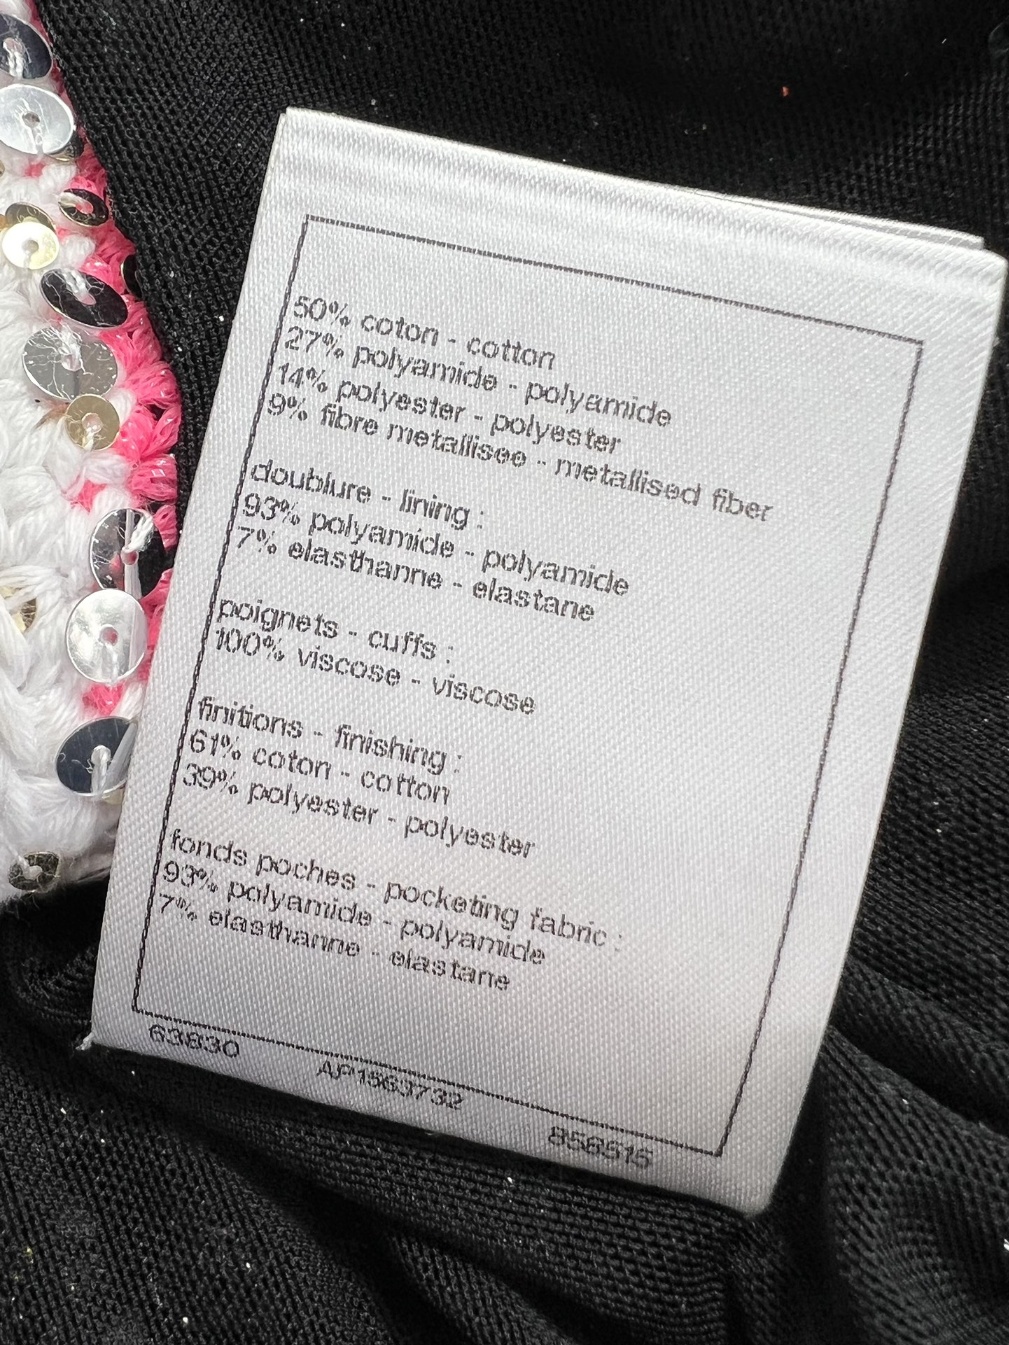 50% coton - cotton
27% polyamide - polyamide
14% polyester - polyester
9% fibre metallisee - metallised fiber
doublure - lining :
93% polyamide - polyamide
7% elasthanne - elastane
poignets - cuffs :
100% viscose - viscose
finitions - finishing :
61% coton - cotton
39% polyester - polyester
fonds poches - pocketing fabric :
93% polyamide - polyamide
7% elasthanne - elastane
63830
AP1563732
858515